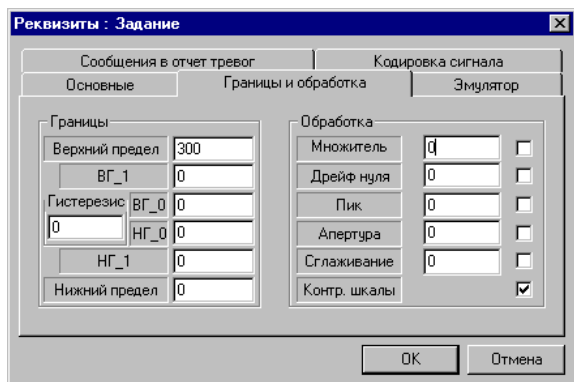 Реквизиты : Задание
Сообщения в отчет тревог
Кодировка сигнала
Основные
Границы и обработка
Эмулятор
Границы
Верхний предел 300
ВГ_1 0
Гистерезис ВГ_0 0
0 НГ_0 0
НГ_1 0
Нижний предел 0
Обработка
Множитель 0
Дрейф нуля 0
Пик 0
Апертура 0
Сглаживание 0
Контр. шкалы
OK
Отмена